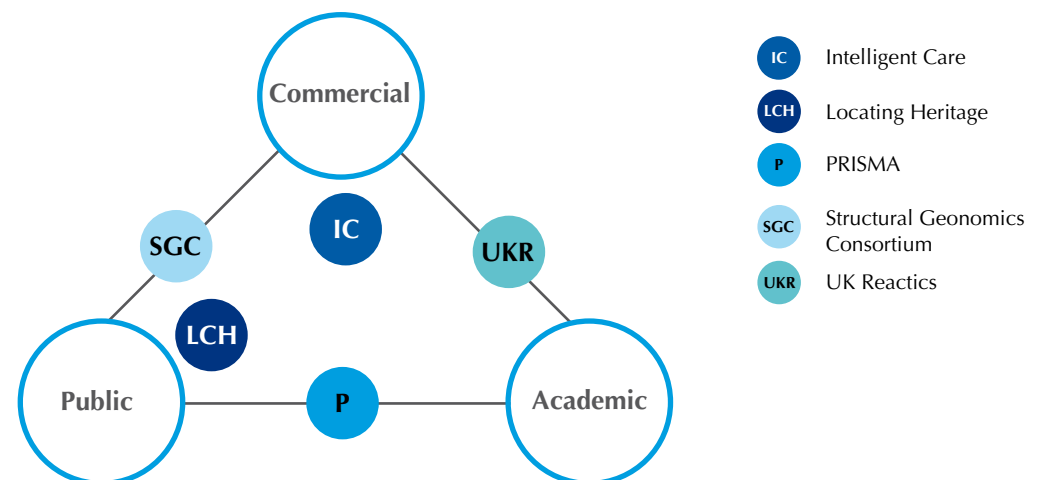 Commercial
IC
SGC
UKR
LCH
Public
P
Academic
IC Intelligent Care
LCH Locating Heritage
P PRISMA
SGC Structural Geonomics
Consortium
UKR UK Reactics